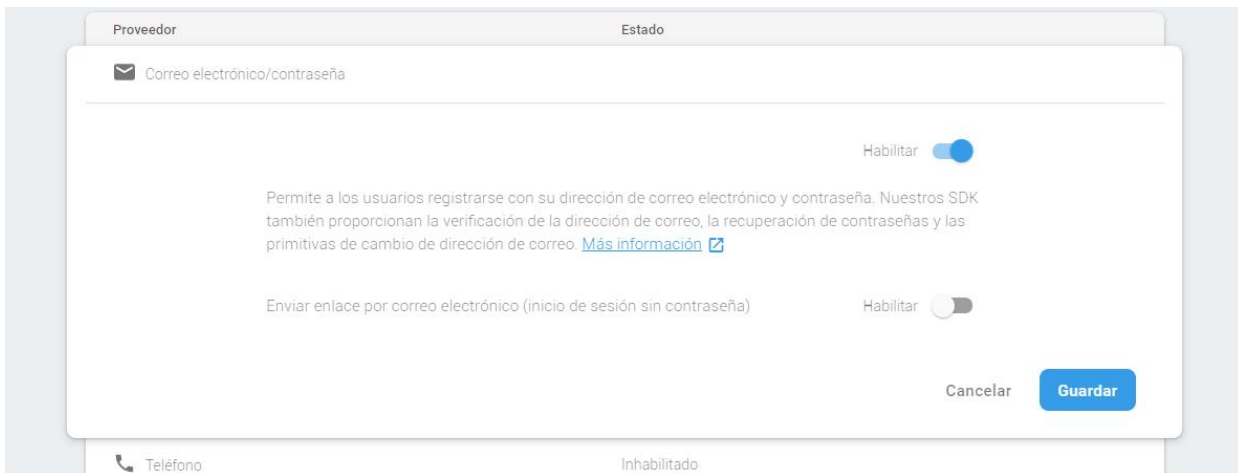 Proveedor Estado
Correo electrónico/contraseña
Habilitar
Permite a los usuarios registrarse con su dirección de correo electrónico y contraseña. Nuestros SDK
también proporcionan la verificación de la dirección de correo, la recuperación de contraseñas y las
primitivas de cambio de dirección de correo. Más información
Enviar enlace por correo electrónico (inicio de sesión sin contraseña) Habilitar
Cancelar Guardar
Teléfono Inhabilitado